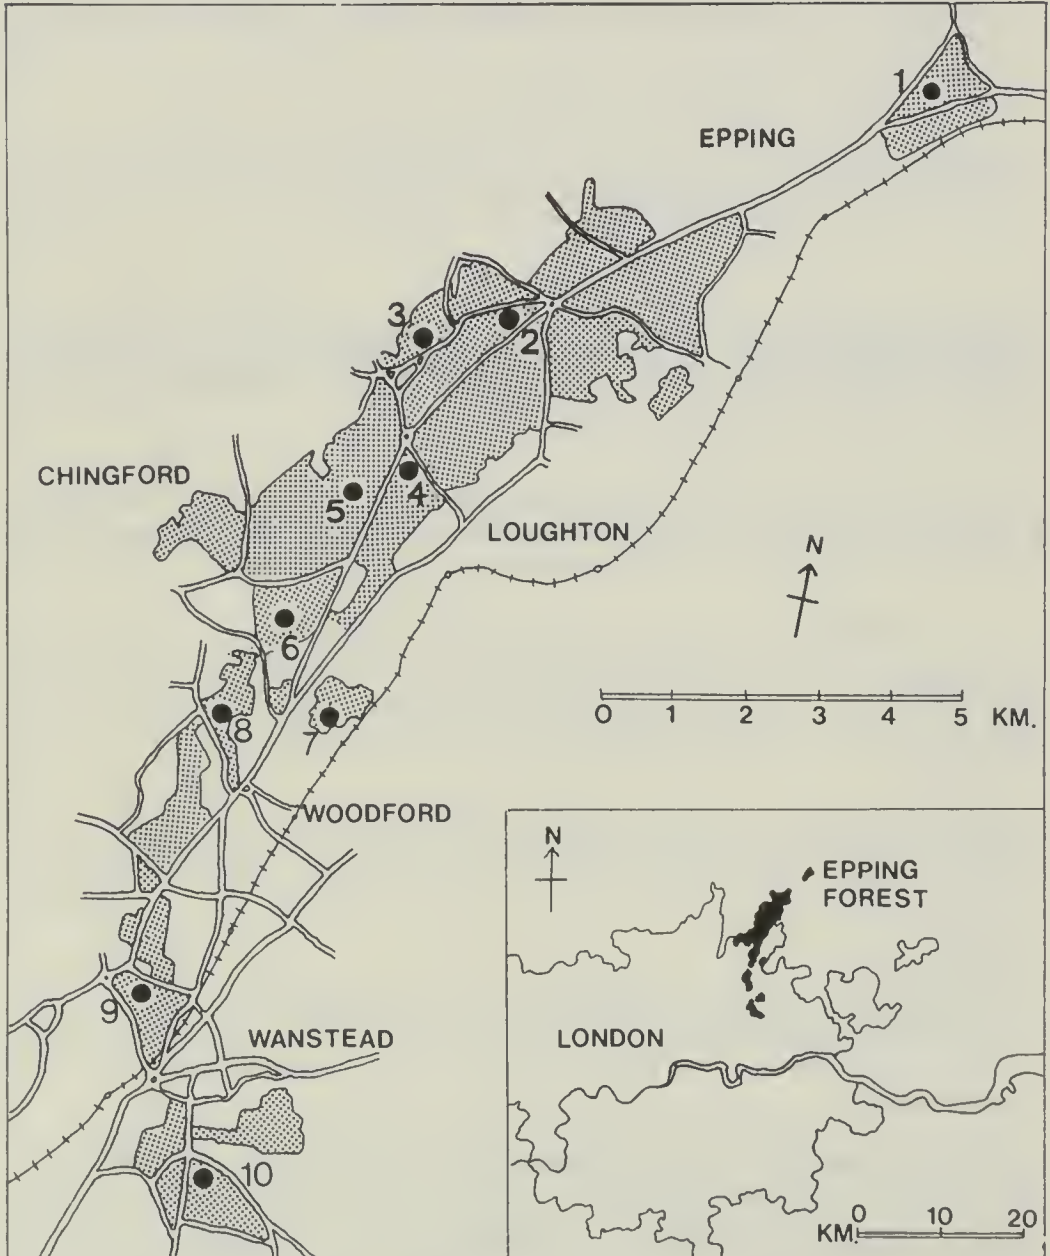 1
EPPING
3
2
CHINGFORD
5
4
LOUGHTON
N
6
0 1 2 3 4 5 KM.
8
7
WOODFORD
N
EPPING
FOREST
9
WANSTEAD
LONDON
10
0 10 20
KM.